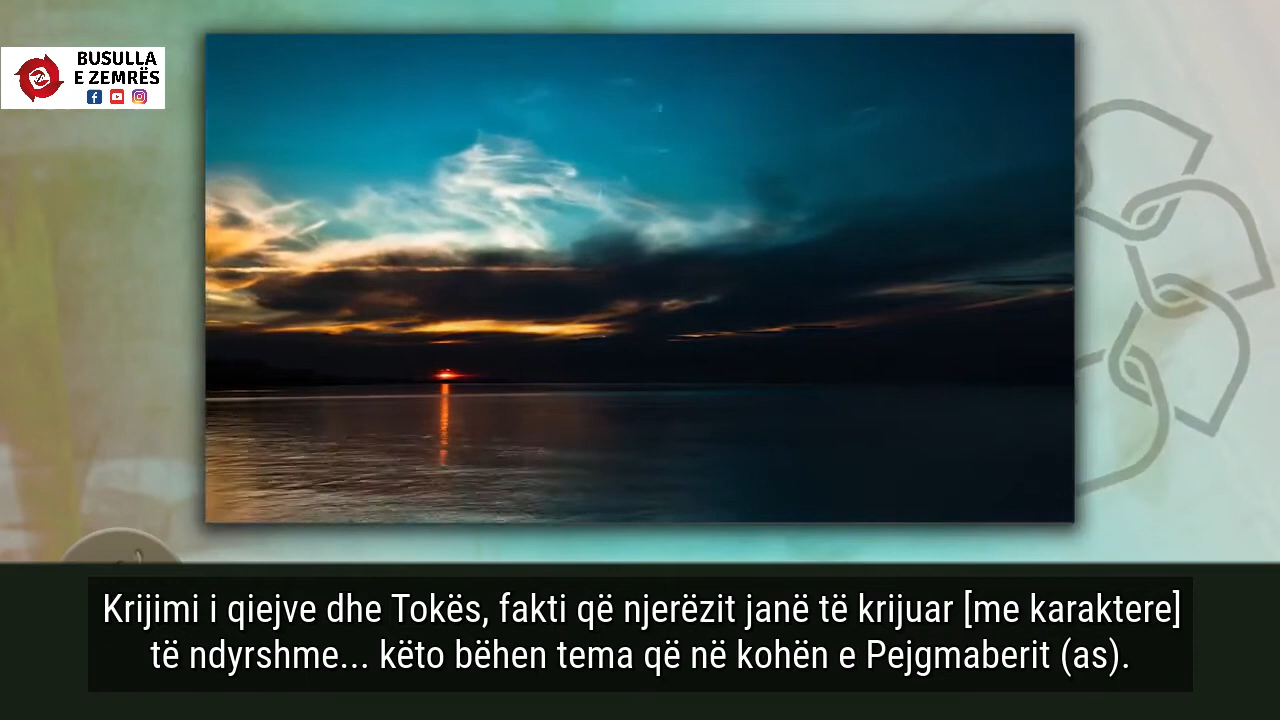 BUSULLA
E ZEMRËS
Krijimi i qiejve dhe Tokës, fakti që njerëzit janë të krijuar [me karaktere]
të ndyrshme... këto bëhen tema që në kohën e Pejgmaberit (as).